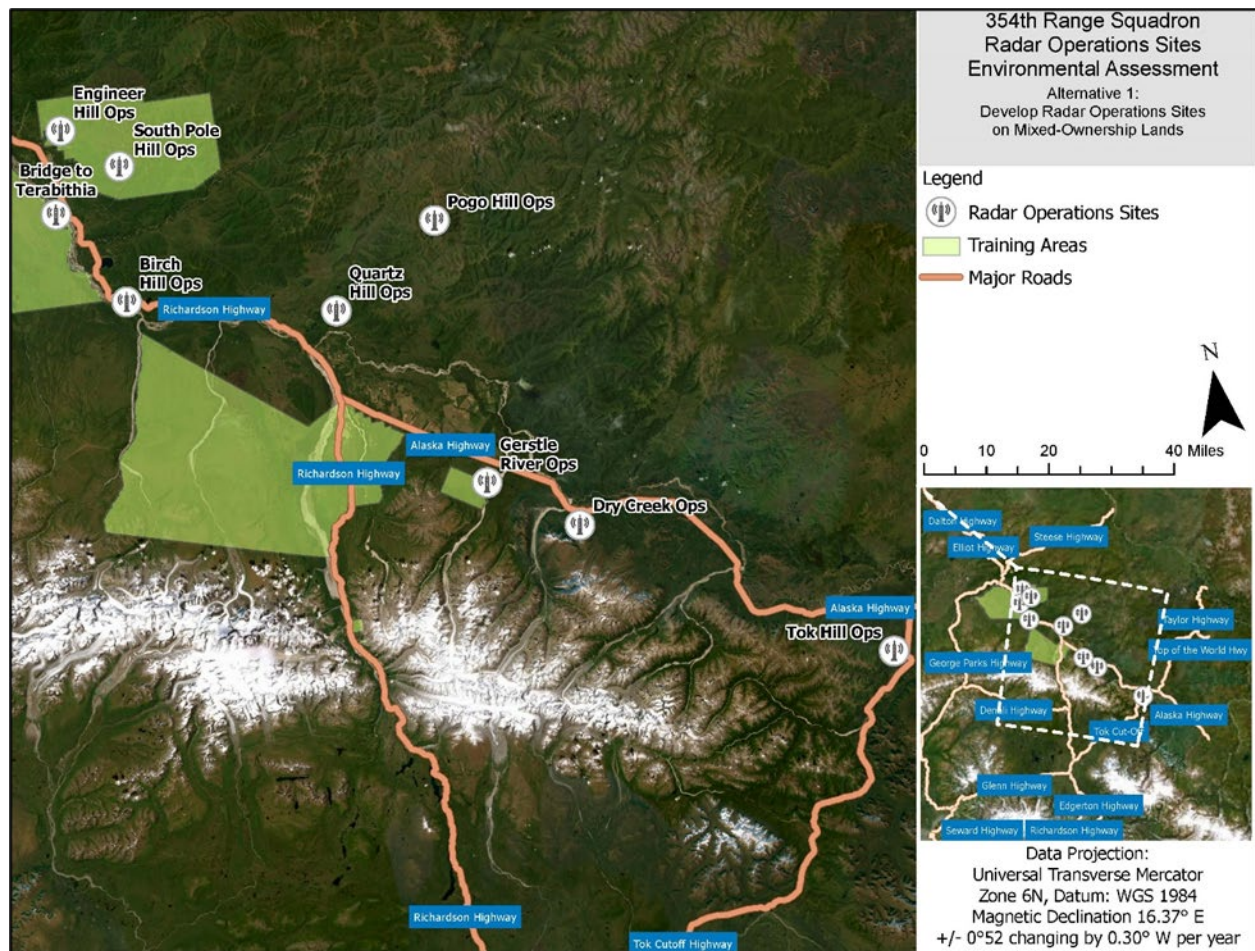 354th Range Squadron
Radar Operations Sites
Environmental Assessment
Alternative 1:
Develop Radar Operations Sites
on Mixed-Ownership Lands
Legend
Radar Operations Sites
Training Areas
Major Roads
N
0 10 20 40 Miles
Engineer
Hill Ops
South Pole
Hill Ops
Bridge to
Terabithia
Pogo Hill Ops
Birch
Hill Ops
Quartz
Hill Ops
Richardson Highway
Alaska Highway
Gerstle
River Ops
Richardson Highway
Dry Creek Ops
Alaska Highway
Tok Hill Ops
Richardson Highway
Tok Cutoff Highway
Dalton Highway
Steese Highway
Elliot Highway
Taylor Highway
Top of the World Hwy
George Parks Highway
Denali Highway
Alaska Highway
Tok Cut-Off
Glenn Highway
Edgerton Highway
Seward Highway
Richardson Highway
Data Projection:
Universal Transverse Mercator
Zone 6N, Datum: WGS 1984
Magnetic Declination 16.37° E
+/- 0°52 changing by 0.30° W per year